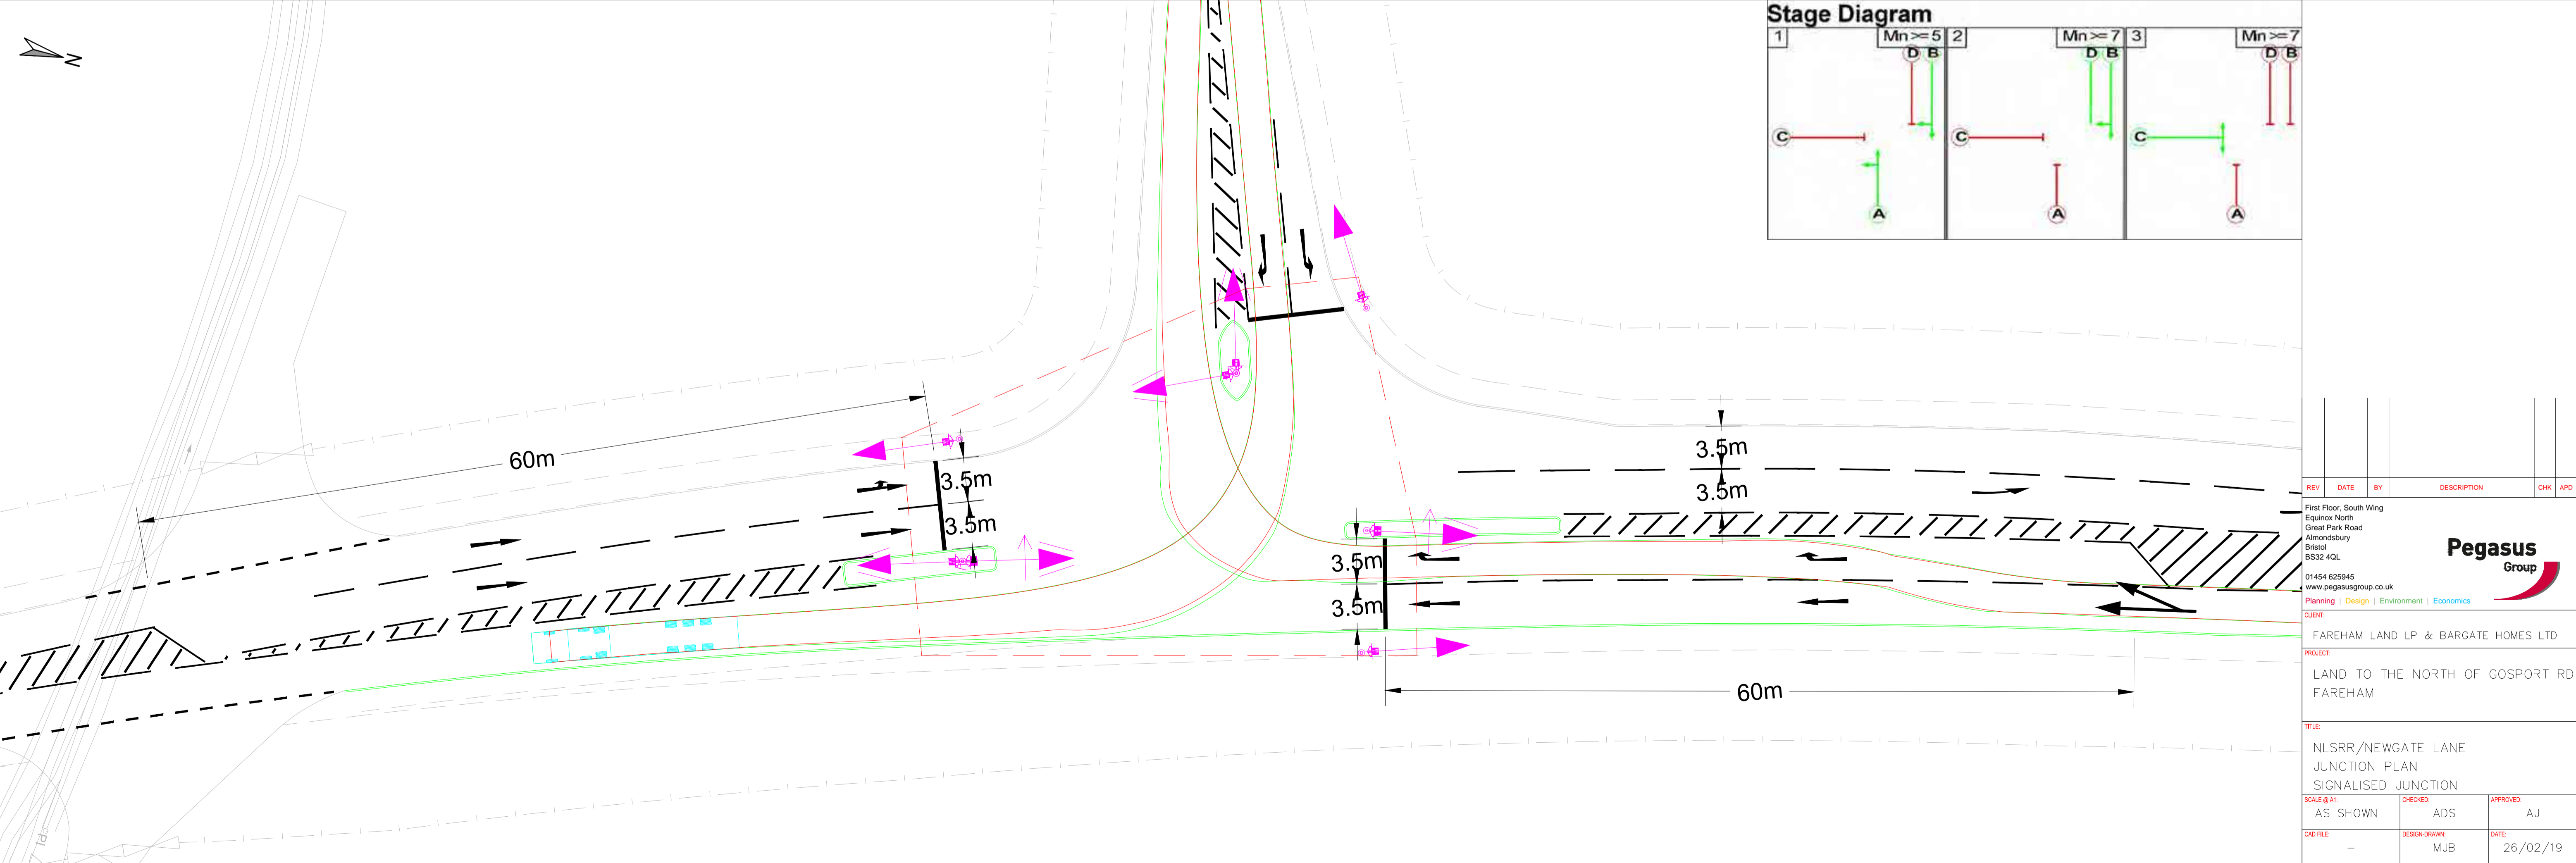 N
60m
3.5m
3.5m
3.5m
3.5m
3.5m
3.5m
60m
Stage Diagram
1 Min >= 5
D B
C
A
2 Min >= 7
D B
C
A
3 Min >= 7
D B
C
A
REV DATE BY DESCRIPTION CHK APD
First Floor, South Wing
Equinox North
Great Park Road
Almondsbury
Bristol
BS32 4QL
01454 625945
www.pegasusgroup.co.uk
Pegasus
Group
Planning | Design | Environment | Economics
CLIENT:
FAREHAM LAND LP & BARGATE HOMES LTD
PROJECT:
LAND TO THE NORTH OF GOSPORT RD
FAREHAM
TITLE:
NLSRR/NEWGATE LANE
JUNCTION PLAN
SIGNALISED JUNCTION
SCALE @ A1: CHECKED: APPROVED:
AS SHOWN ADS AJ
CAD FILE: DESIGN-DRAWN: DATE:
- MJB 26/02/19